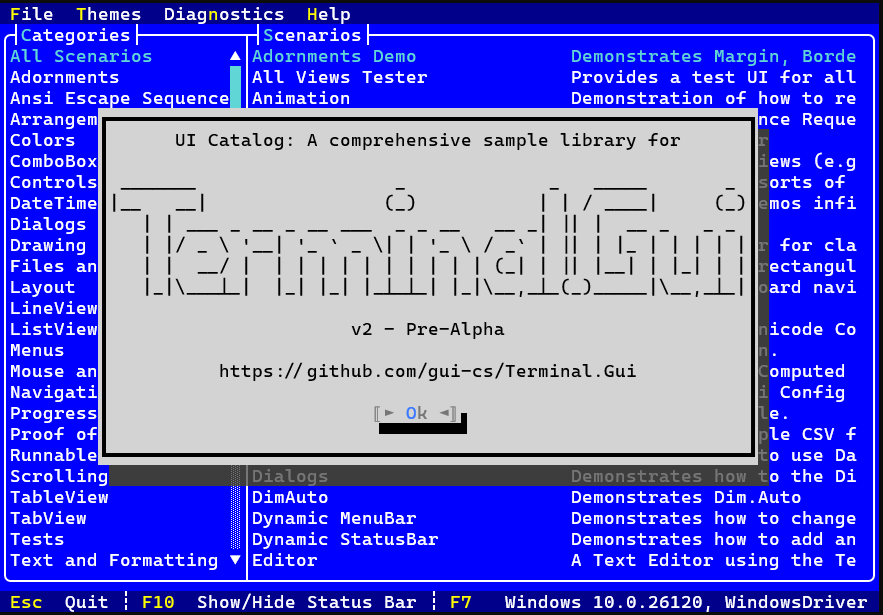 File  Themes  Diagnostics  Help
Categories
Scenarios
All Scenarios
Adornments
Ansi Escape Sequence
Arrangem
Colors
ComboBox
Controls
DateTime
Dialogs
Drawing
Files an
Layout
LineView
ListView
Menus
Mouse an
Navigati
Progress
Proof of
Runnable
Scrolling
TableView
TabView
Tests
Text and Formatting
Adornments Demo  Demonstrates Margin, Borde
All Views Tester  Provides a test UI for all
Animation  Demonstration of how to re
nce Reque
r
iews (e.g
sorts of
emos infi
r for cla
rectangul
oard navi
nicode Co
n.
Computed
i Config
le.
ple CSV f
to use Da
Dialogs  Demonstrates how to the Di
DimAuto  Demonstrates Dim.Auto
Dynamic MenuBar  Demonstrates how to change
Dynamic StatusBar  Demonstrates how to add an
Editor  A Text Editor using the Te
UI Catalog: A comprehensive sample library for
Terminal.Gui
v2 - Pre-Alpha
https://github.com/gui-cs/Terminal.Gui
Ok
Esc  Quit  F10  Show/Hide Status Bar  F7  Windows 10.0.26120, WindowsDriver